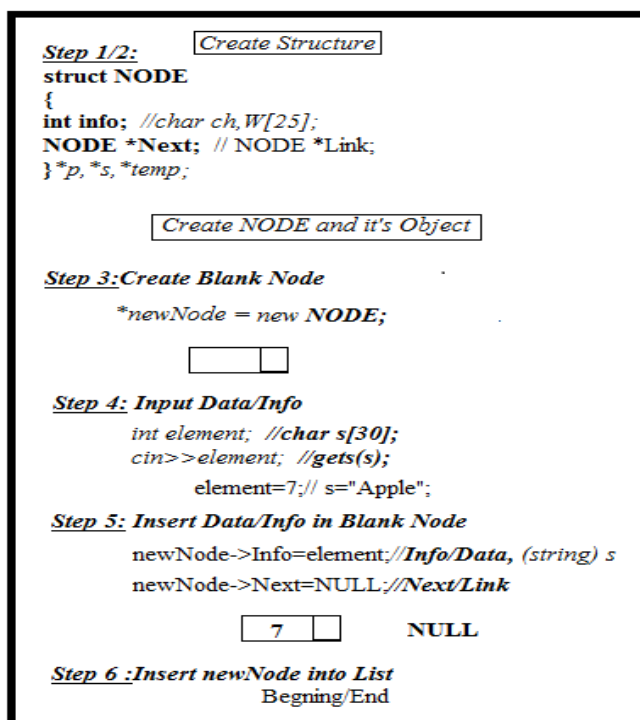 Create Structure
Step 1/2:
struct NODE
{
int info; //char ch,W[25];
NODE *Next; // NODE *Link;
}*p,*s,*temp;
Create NODE and it's Object
Step 3:Create Blank Node
*newNode = new NODE;
Step 4: Input Data/Info
int element; //char s[30];
cin>>element; //gets(s);
element=7;// s="Apple";
Step 5: Insert Data/Info in Blank Node
newNode->Info=element;//Info/Data, (string) s
newNode->Next=NULL;//Next/Link
7 NULL
Step 6 :Insert newNode into List
Begning/End